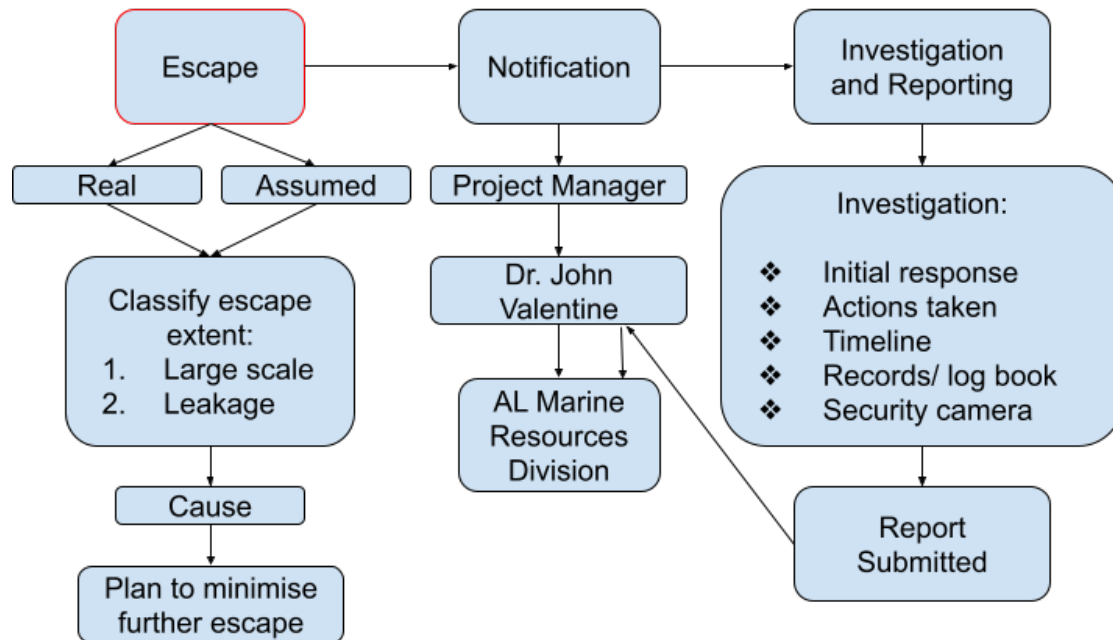 Escape
Notification
Investigation
and Reporting
Real
Assumed
Project Manager
Classify escape
extent:
1. Large scale
2. Leakage
Dr. John
Valentine
Investigation:
❖ Initial response
❖ Actions taken
❖ Timeline
❖ Records/ log book
❖ Security camera
AL Marine
Resources
Division
Cause
Report
Submitted
Plan to minimise
further escape